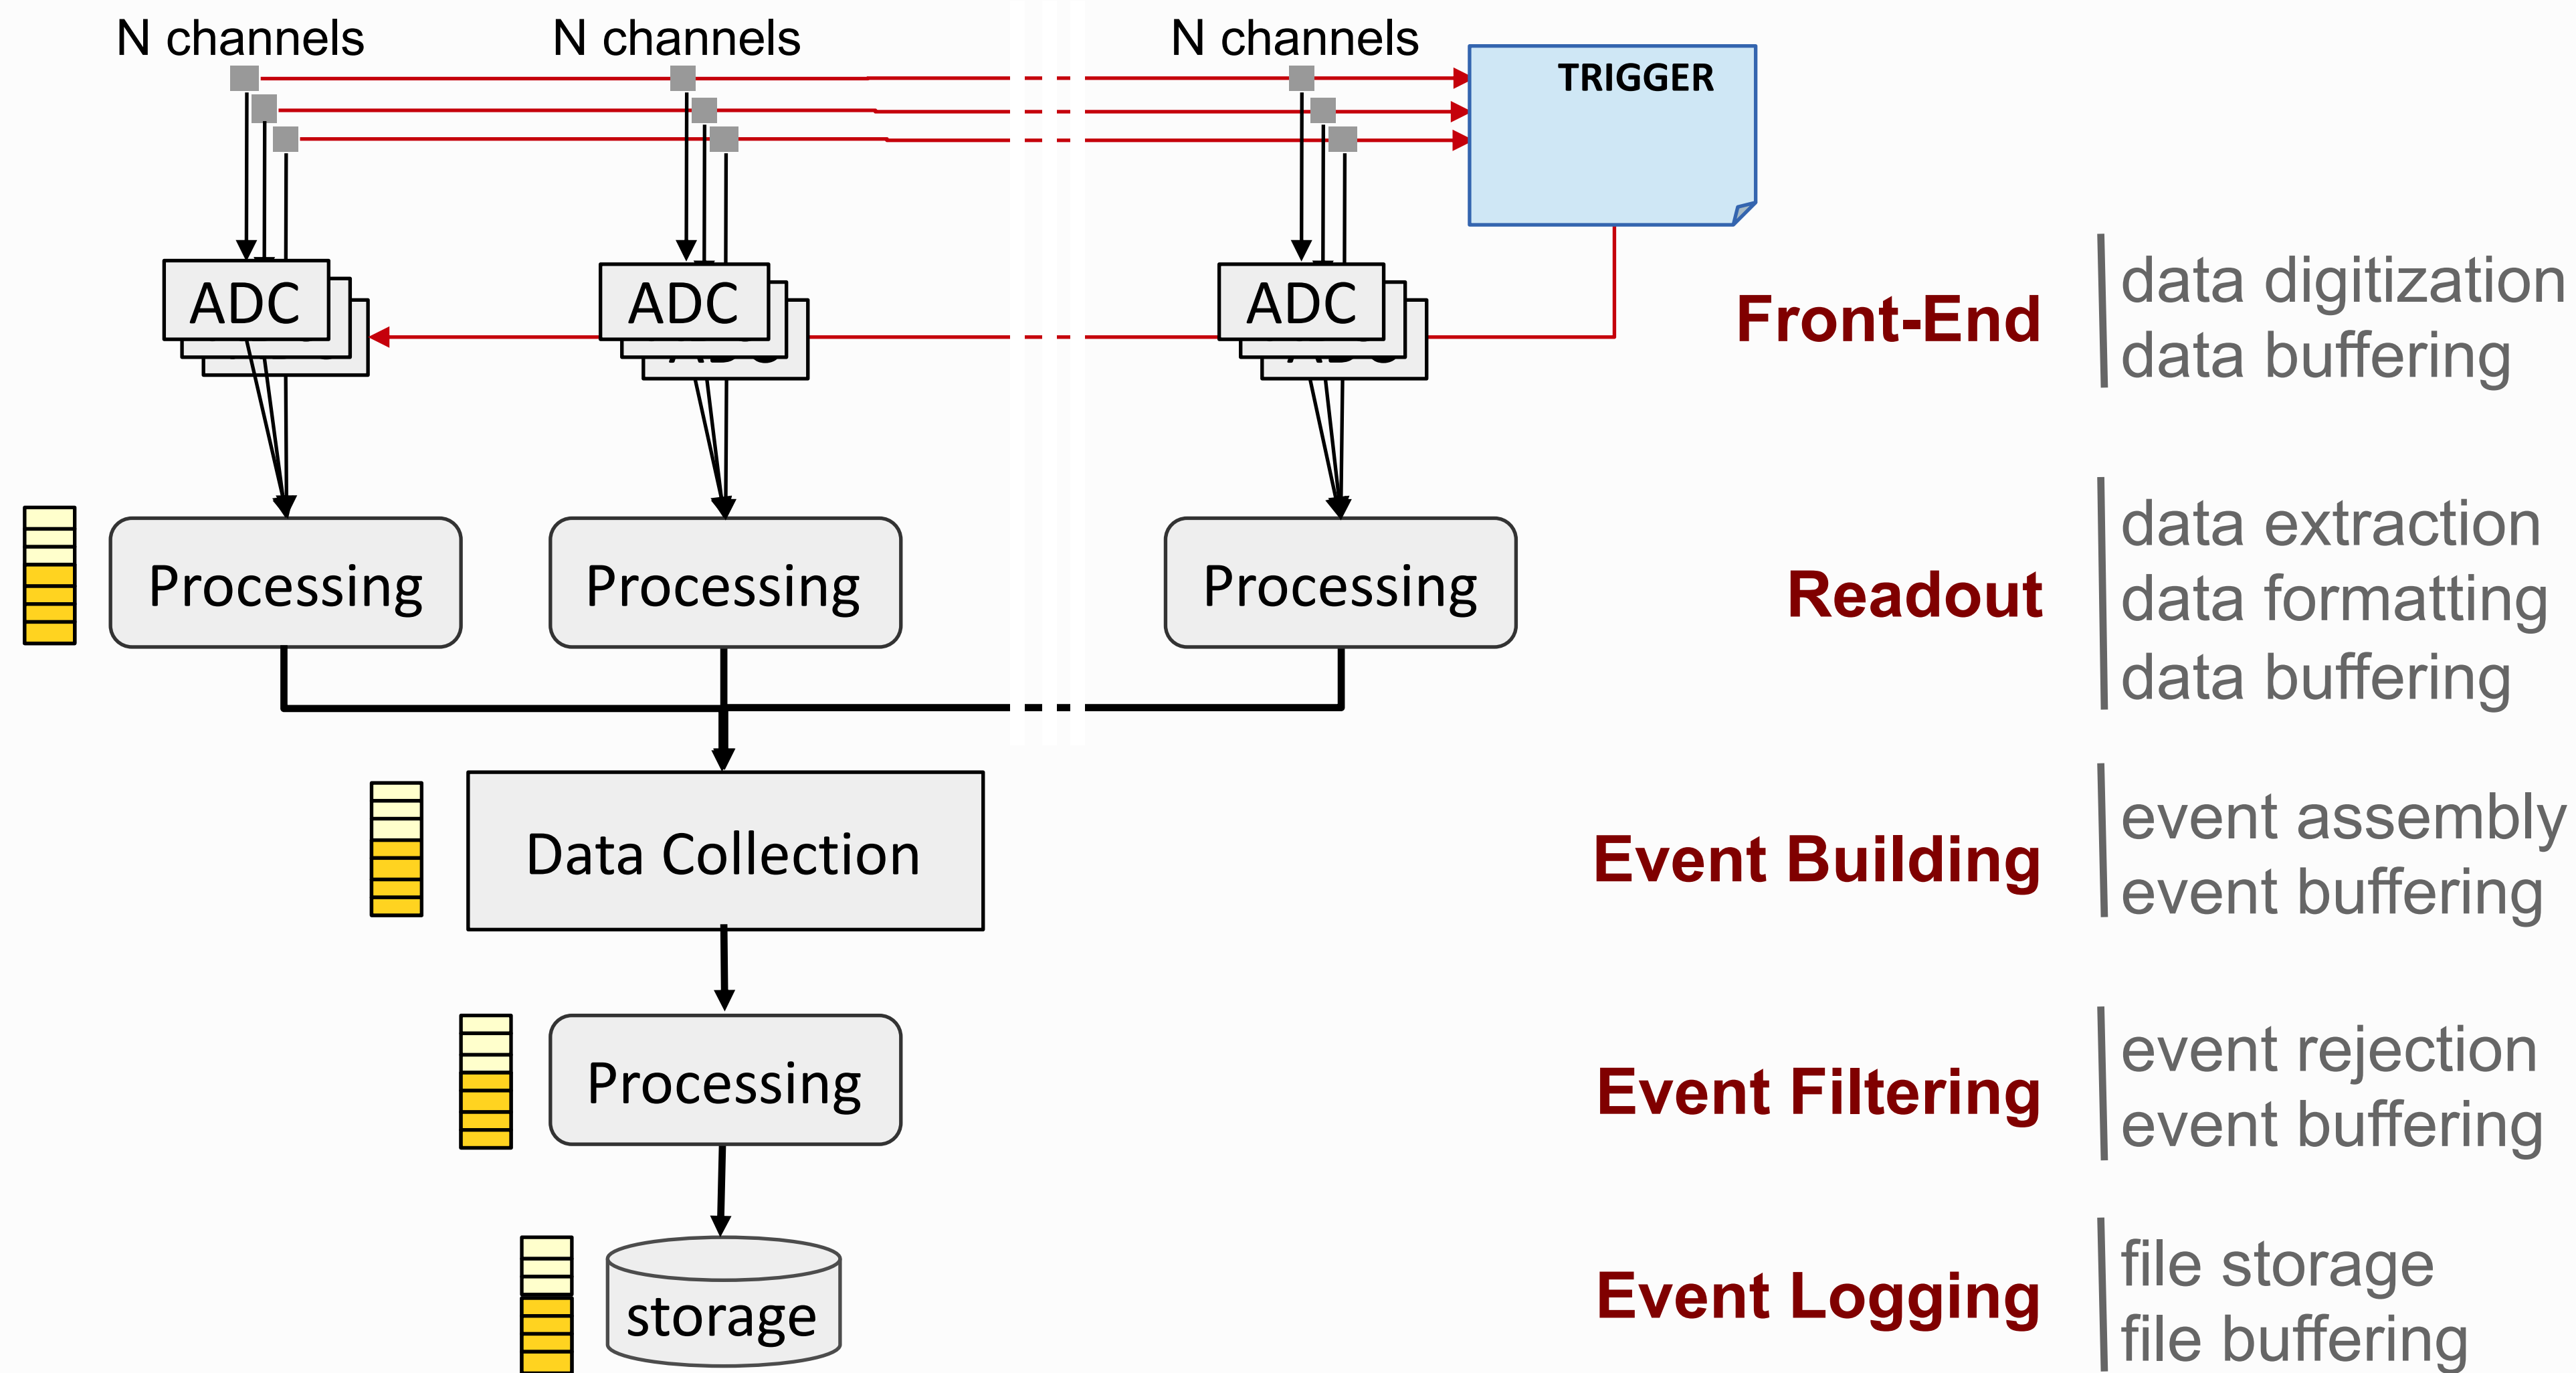 N channels
N channels
N channels
TRIGGER
ADC
ADC
ADC
Front-End
data digitization
data buffering
Processing
Processing
Processing
Readout
data extraction
data formatting
data buffering
Data Collection
Event Building
event assembly
event buffering
Processing
Event Filtering
event rejection
event buffering
storage
Event Logging
file storage
file buffering